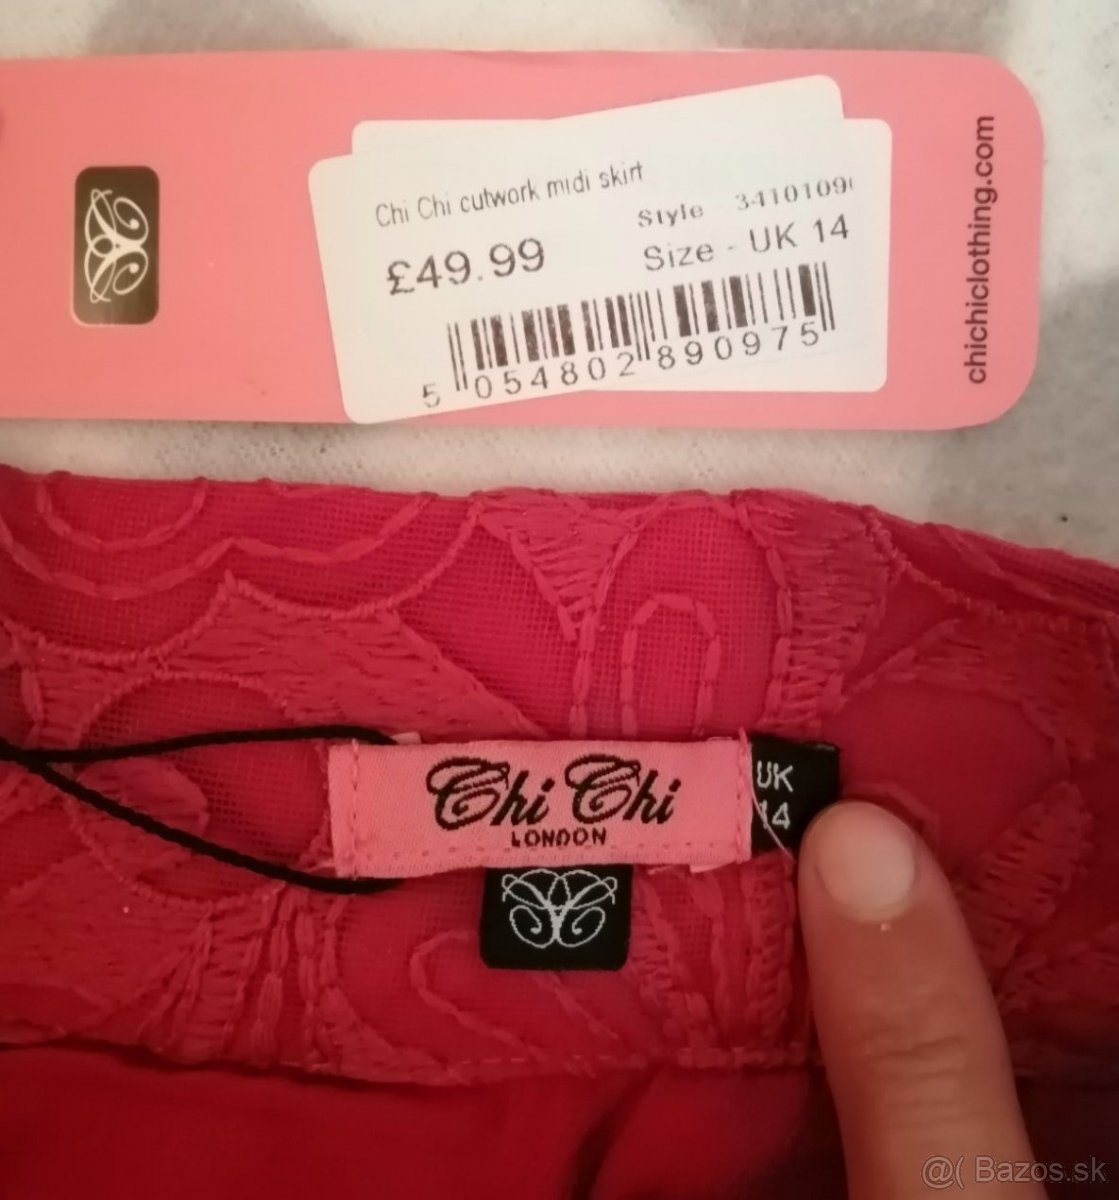 Chi Chi cutwork midi skirt
£49.99
Style 3410109
Size - UK 14
5 054802 890975
chichiclothing.com
Chi Chi
LONDON
UK
14
@( Bazos.sk